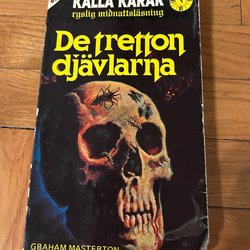 KALLA KÅRAR
ryslig midnattsläsning
De tretton
djävlarna
GRAHAM MASTERTON